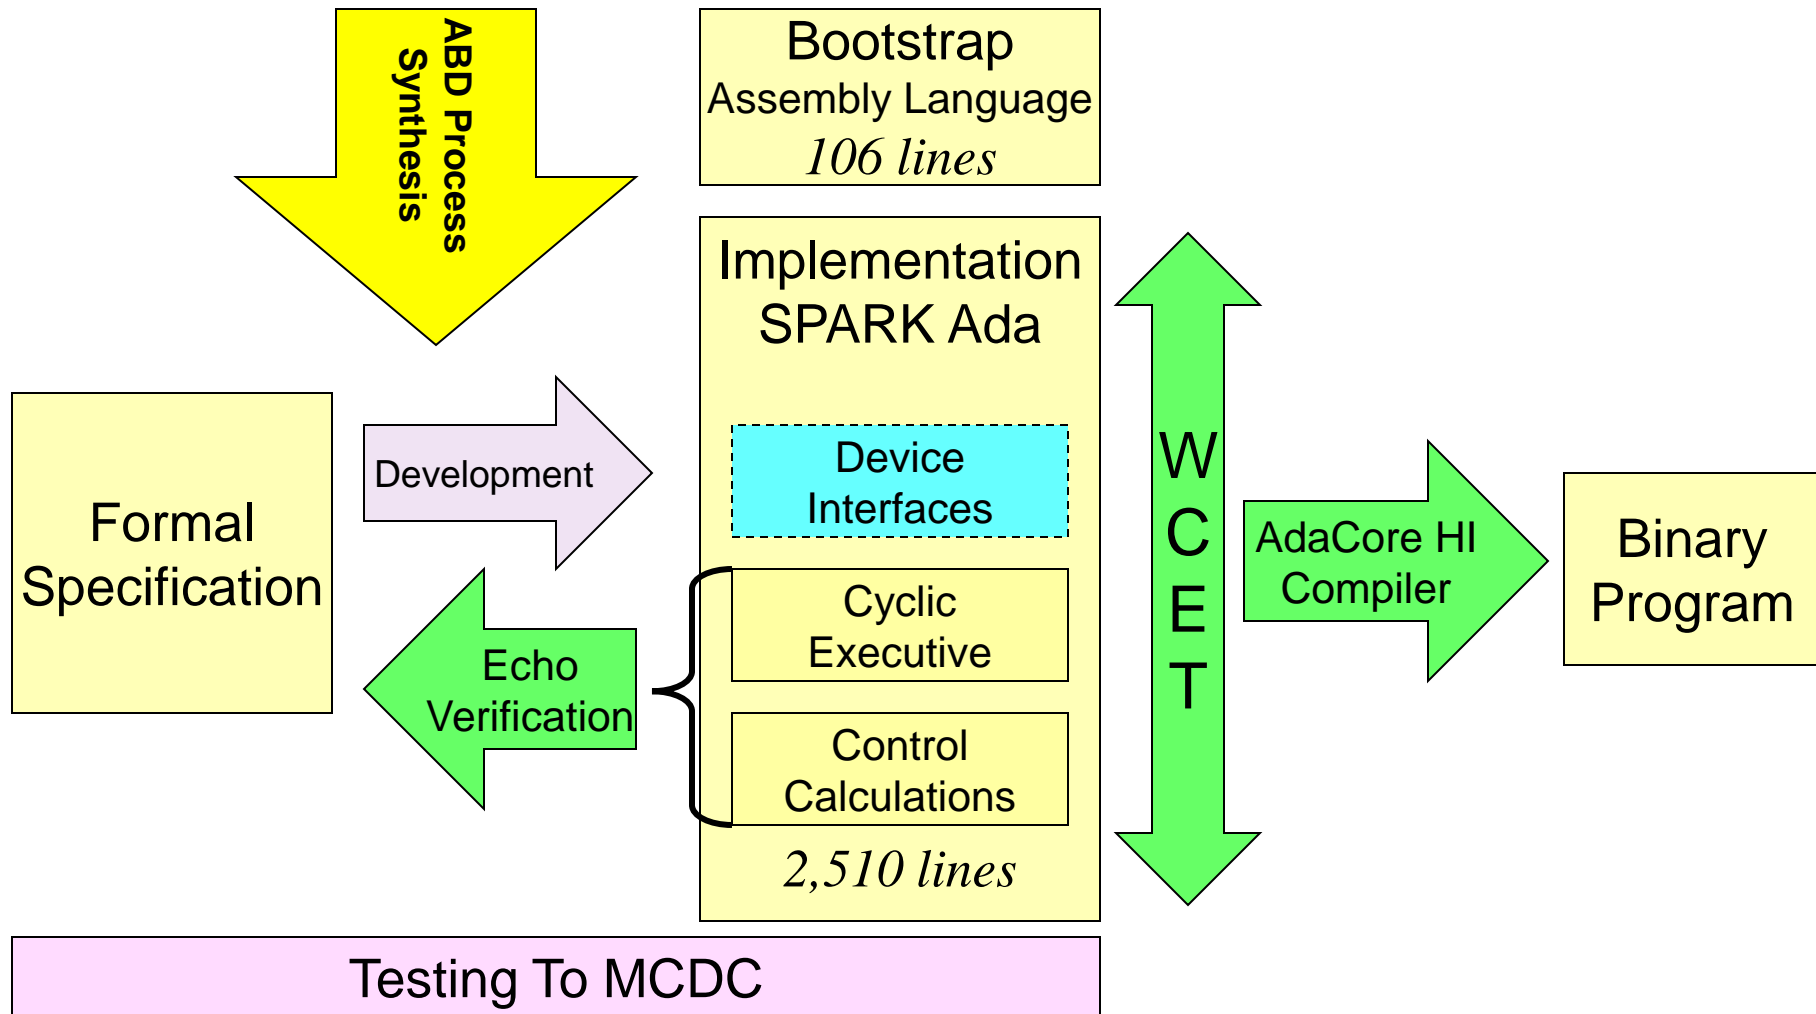 ABD Process
Synthesis
Bootstrap
Assembly Language
106 lines
Implementation
SPARK Ada
Device
Interfaces
Cyclic
Executive
Control
Calculations
2,510 lines
Formal
Specification
Development
Echo
Verification
W
C
E
T
AdaCore HI
Compiler
Binary
Program
Testing To MCDC